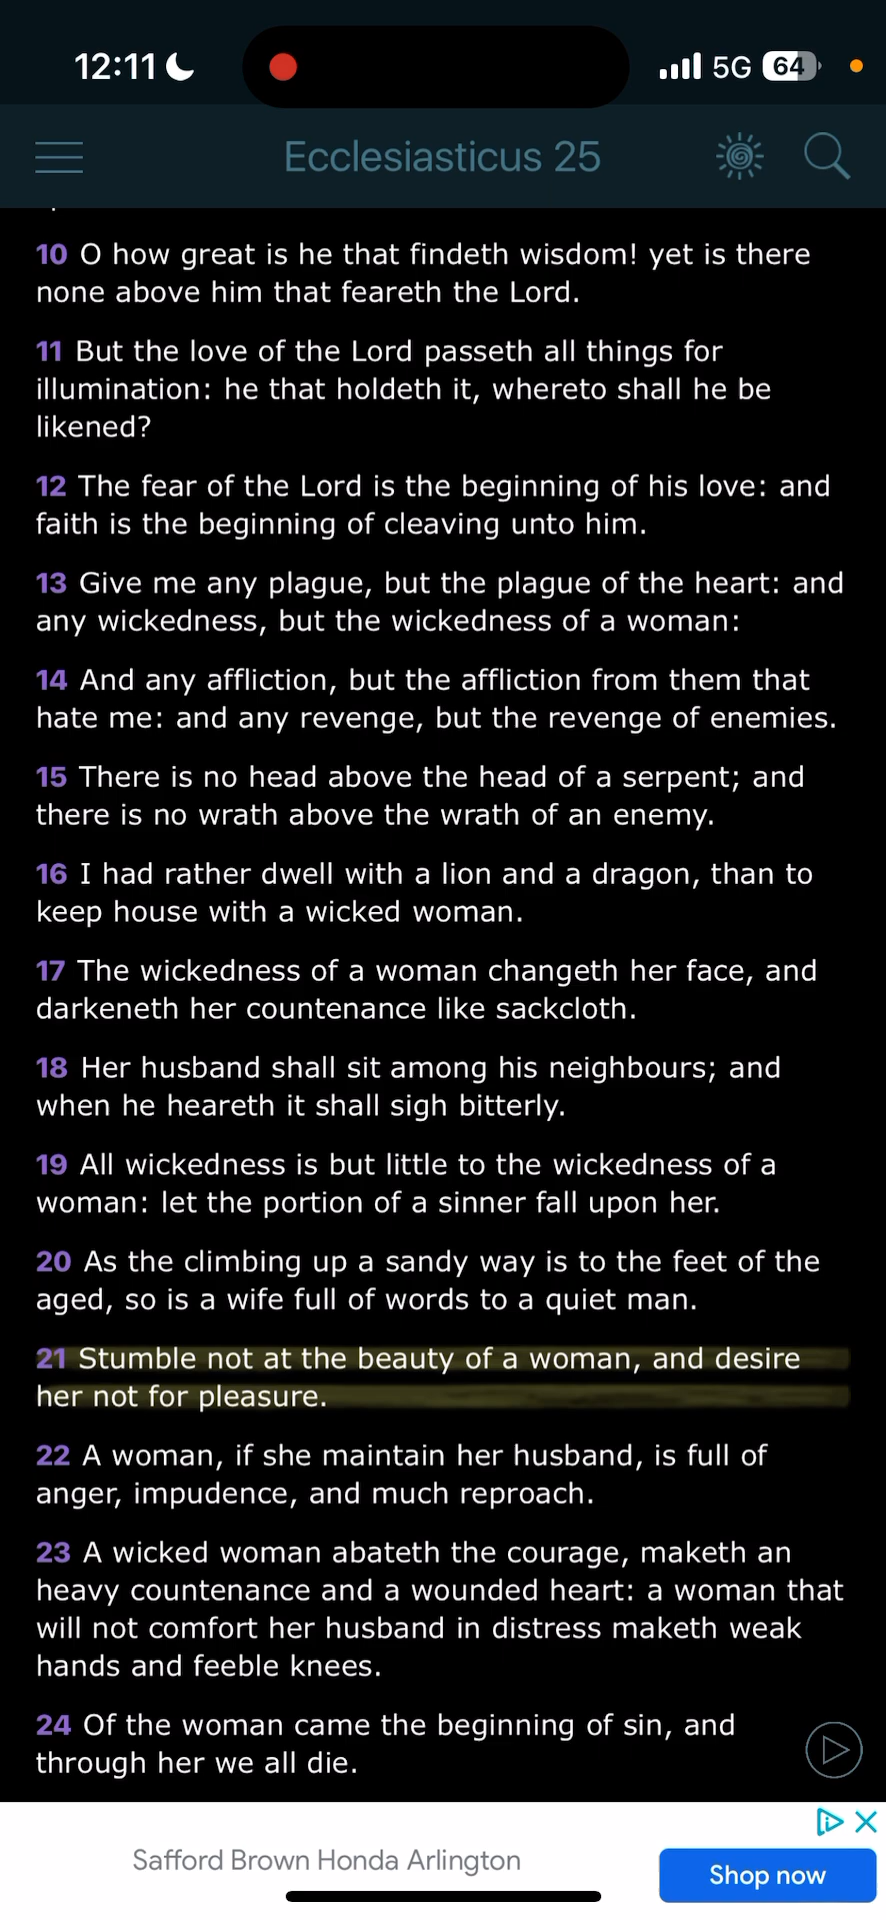 12:11
5G
64
Ecclesiasticus 25
10 O how great is he that findeth wisdom! yet is there
none above him that feareth the Lord.
11 But the love of the Lord passeth all things for
illumination: he that holdeth it, whereto shall he be
likened?
12 The fear of the Lord is the beginning of his love: and
faith is the beginning of cleaving unto him.
13 Give me any plague, but the plague of the heart: and
any wickedness, but the wickedness of a woman:
14 And any affliction, but the affliction from them that
hate me: and any revenge, but the revenge of enemies.
15 There is no head above the head of a serpent; and
there is no wrath above the wrath of an enemy.
16 I had rather dwell with a lion and a dragon, than to
keep house with a wicked woman.
17 The wickedness of a woman changeth her face, and
darkeneth her countenance like sackcloth.
18 Her husband shall sit among his neighbours; and
when he heareth it shall sigh bitterly.
19 All wickedness is but little to the wickedness of a
woman: let the portion of a sinner fall upon her.
20 As the climbing up a sandy way is to the feet of the
aged, so is a wife full of words to a quiet man.
21 Stumble not at the beauty of a woman, and desire
her not for pleasure.
22 A woman, if she maintain her husband, is full of
anger, impudence, and much reproach.
23 A wicked woman abateth the courage, maketh an
heavy countenance and a wounded heart: a woman that
will not comfort her husband in distress maketh weak
hands and feeble knees.
24 Of the woman came the beginning of sin, and
through her we all die.
Safford Brown Honda Arlington
Shop now